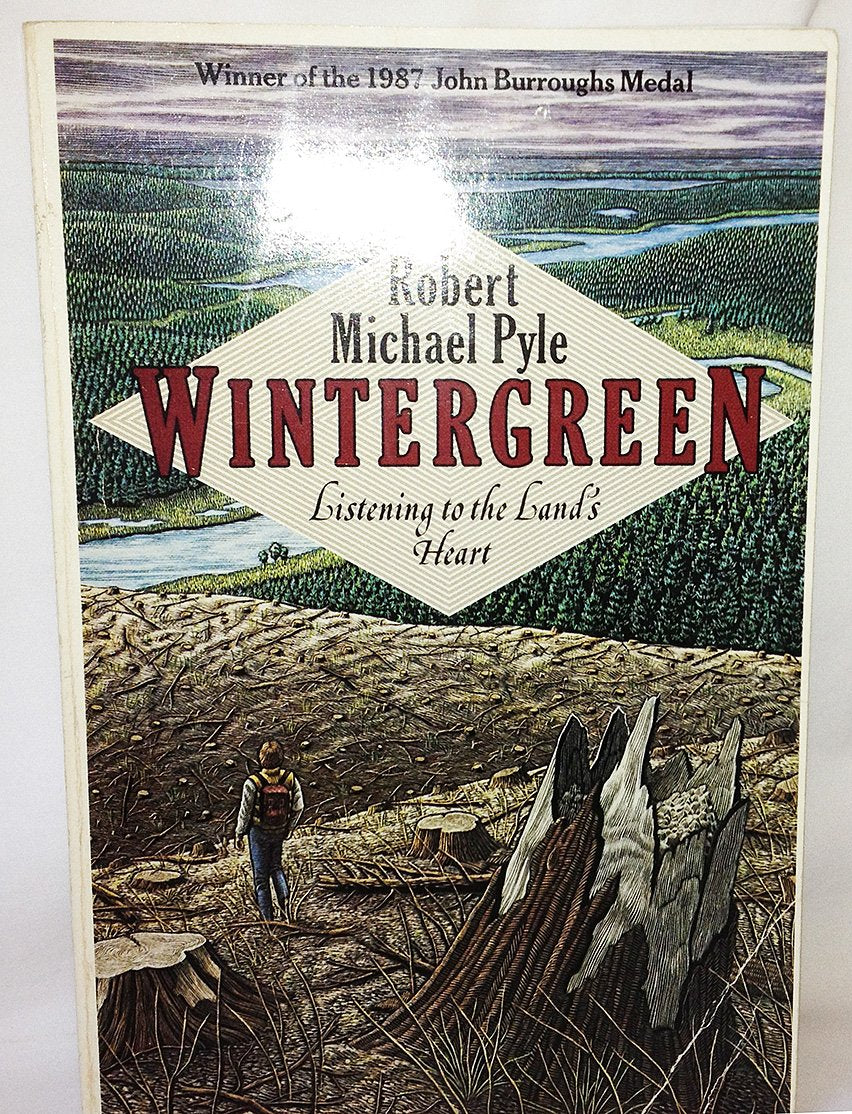 Winner of the 1987 John Burroughs Medal
Robert
Michael Pyle
WINTERGREEN
Listening to the Land's
Heart